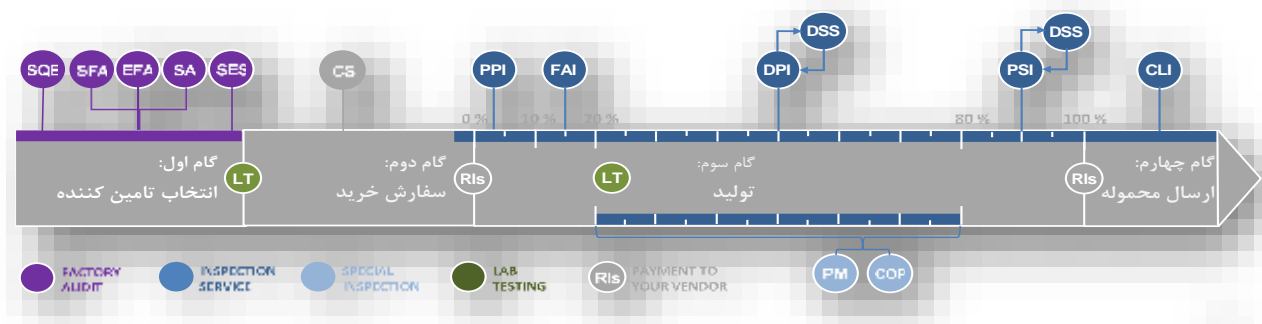 DSS
DSS
SQE
SFA
EFA
SA
SES
CS
PPI
FAI
DPI
PSI
CLI
0 %
10 %
20 %
80 %
100 %
گام اول:
انتخاب تامین کننده
LT
گام دوم:
سفارش خرید
RIs
LT
گام سوم:
تولید
RIs
گام چهارم:
ارسال محموله
FACTORY
AUDIT
INSPECTION
SERVICE
SPECIAL
INSPECTION
LAB
TESTING
RIs
PAYMENT TO
YOUR VENDOR
PM
COP